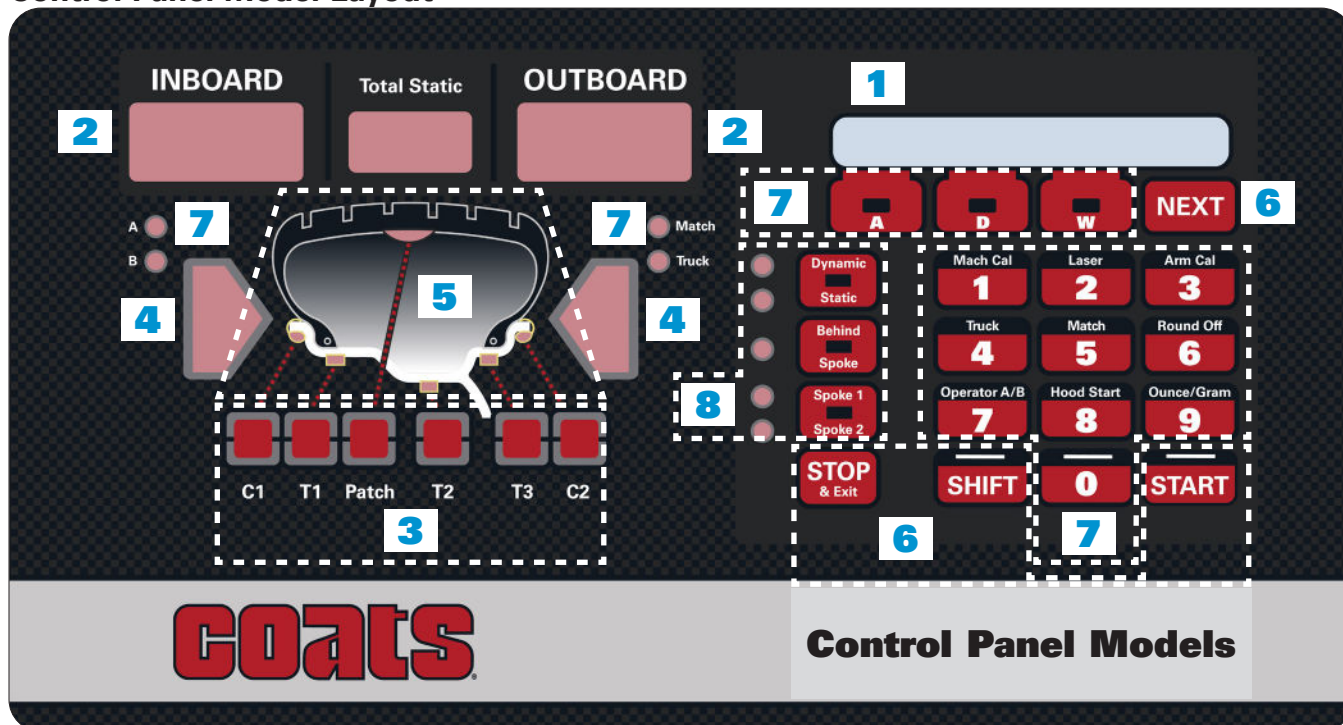 Control Panel Model Layout
INBOARD
Total Static
OUTBOARD
1
2
2
7
A
D
W
NEXT
6
A
7
7
Match
B
Truck
4
5
4
Dynamic
Static
Mach Cal
1
Laser
2
Arm Cal
3
Behind
Spoke
Truck
4
Match
5
Round Off
6
8
Spoke 1
Spoke 2
Operator A/B
7
Hood Start
8
Ounce/Gram
9
C1 T1 Patch T2 T3 C2
STOP
& Exit
SHIFT
0
START
3
6
7
coats
Control Panel Models